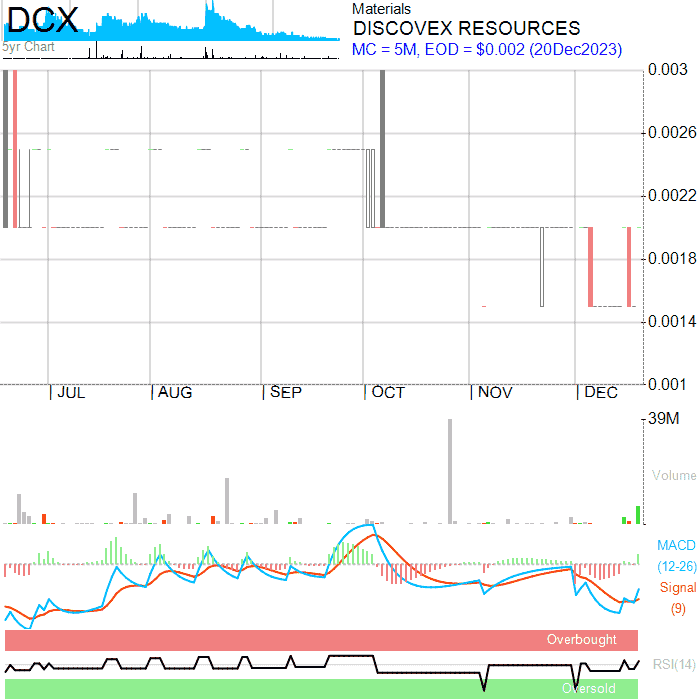 DCX
5yr Chart
Materials
DISCOVEX RESOURCES
MC = 5M, EOD = $0.002 (20Dec2023)
0.003
0.0026
0.0022
0.0018
0.0014
0.001
| JUL | AUG | SEP | OCT | NOV | DEC
39M
Volume
MACD
(12-26)
Signal
(9)
Overbought
RSI(14)
Oversold